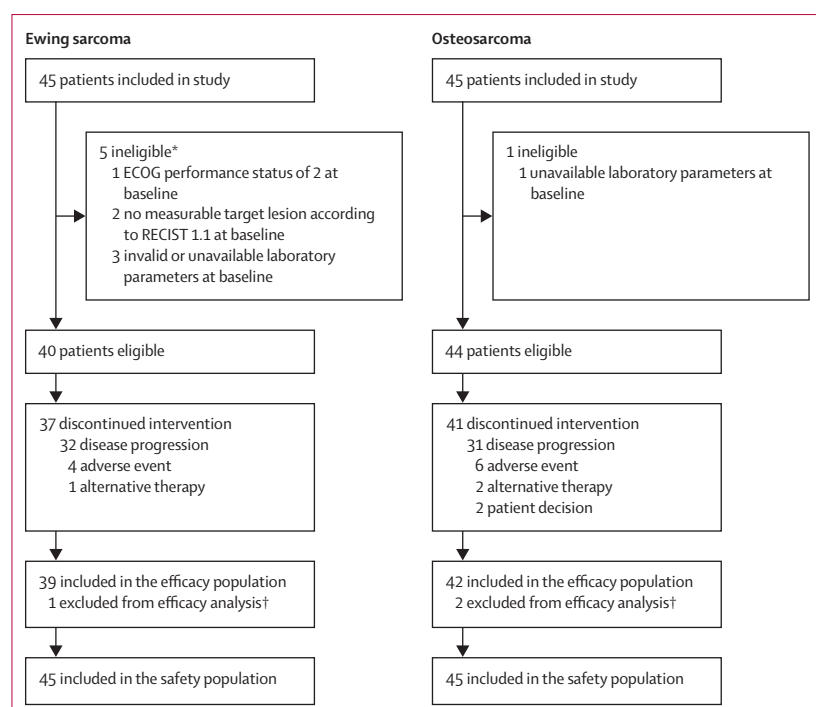 Ewing sarcoma
45 patients included in study
5 ineligible*
1 ECOG performance status of 2 at
baseline
2 no measurable target lesion according
to RECIST 1.1 at baseline
3 invalid or unavailable laboratory
parameters at baseline
40 patients eligible
37 discontinued intervention
32 disease progression
4 adverse event
1 alternative therapy
39 included in the efficacy population
1 excluded from efficacy analysis†
45 included in the safety population
Osteosarcoma
45 patients included in study
1 ineligible
1 unavailable laboratory parameters at
baseline
44 patients eligible
41 discontinued intervention
31 disease progression
6 adverse event
2 alternative therapy
2 patient decision
42 included in the efficacy population
2 excluded from efficacy analysis†
45 included in the safety population